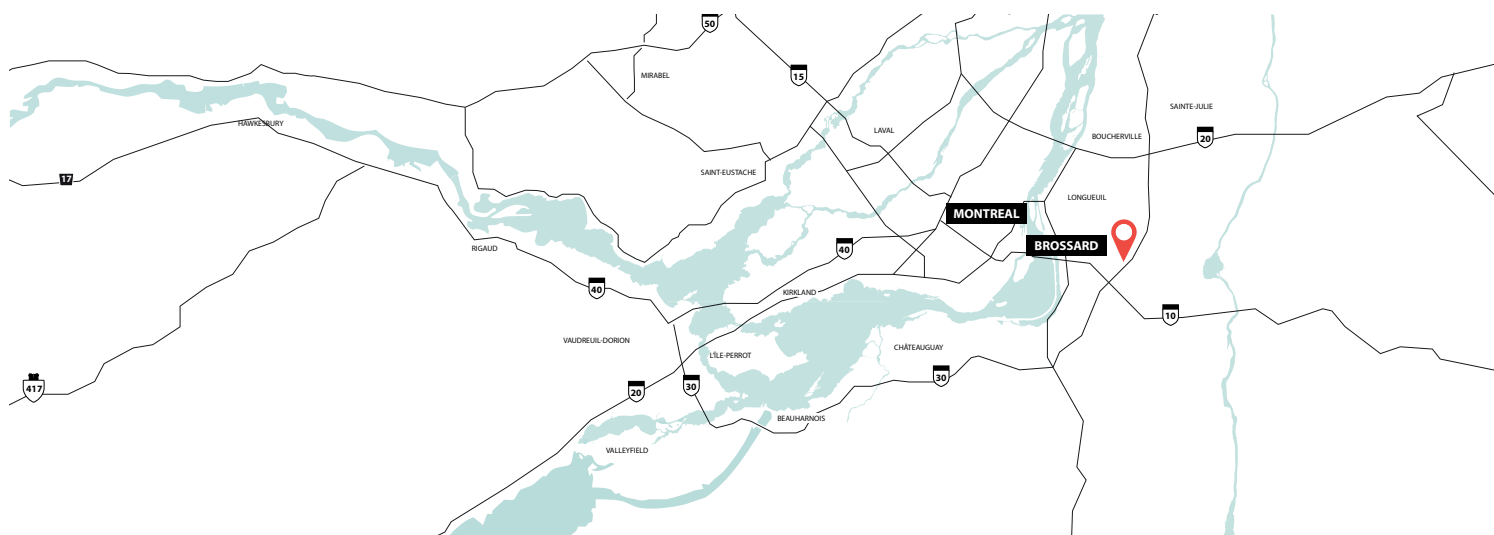 50
MIRABEL
15
SAINTE-JULIE
HAWKESBURY
LAVAL
BOUCHERVILLE
20
SAINT-EUSTACHE
17
LONGUEUIL
MONTREAL
BROSSARD
RIGAUD
40
40
KIRKLAND
10
VAUDREUIL-DORION
L'ÎLE-PERROT
CHÂTEAUGUAY
417
20
30
30
BEAUHARNOIS
VALLEYFIELD